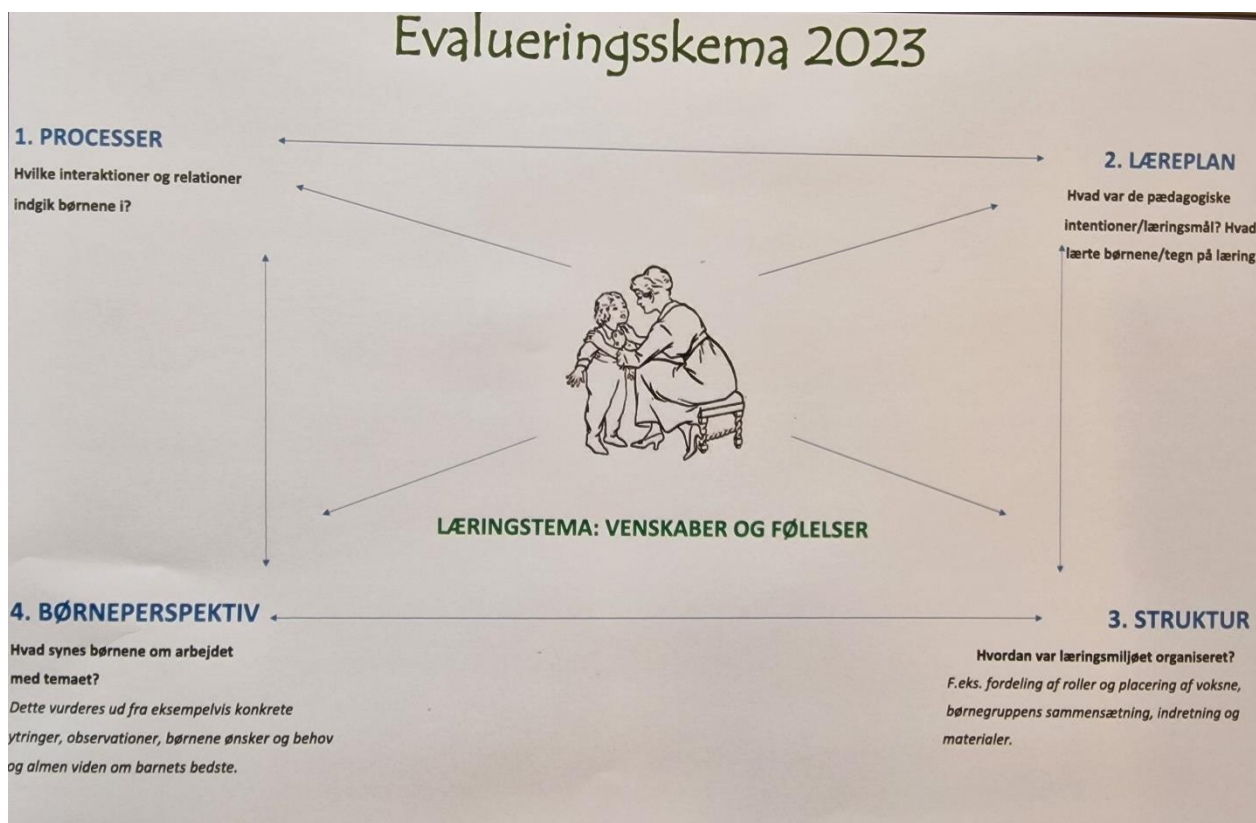 Evalueringsskema 2023
1. PROCESSER
Hvilke interaktioner og relationer
indgik børnene i?
2. LÆREPLAN
Hvad var de pædagogiske
intentioner/læringsmål? Hvad
lærte børnene/tegn på læring
LÆRINGSTEMA: VENSKABER OG FØLELSER
4. BØRNEPERSPEKTIV
Hvad synes børnene om arbejdet
med temaet?
Dette vurderes ud fra eksempelvis konkrete
ytringer, observationer, børnene ønsker og behov
og almen viden om barnets bedste.
3. STRUKTUR
Hvordan var læringsmiljøet organiseret?
F.eks. fordeling af roller og placering af voksne,
børnegruppens sammensætning, indretning og
materialer.